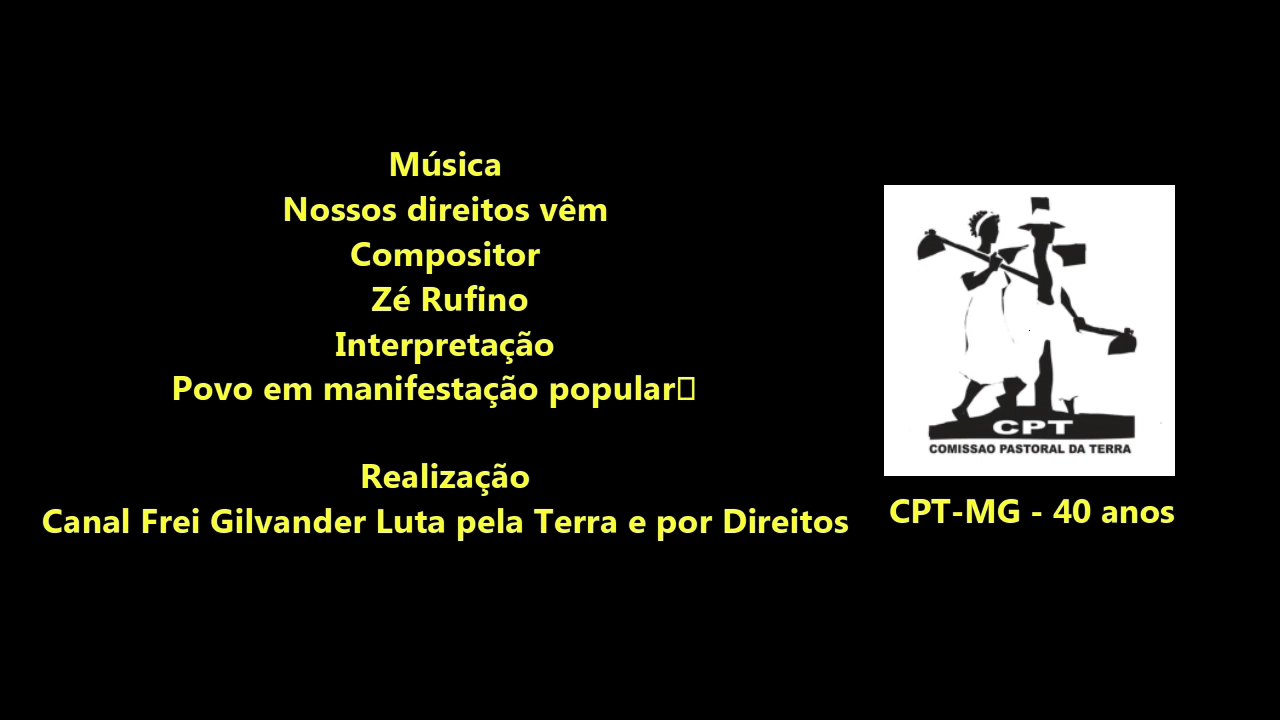 Música
Nossos direitos vêm
Compositor
Zé Rufino
Interpretação
Povo em manifestação popular
Realização
Canal Frei Gilvander Luta pela Terra e por Direitos
CPT
COMISSAO PASTORAL DA TERRA
CPT-MG - 40 anos